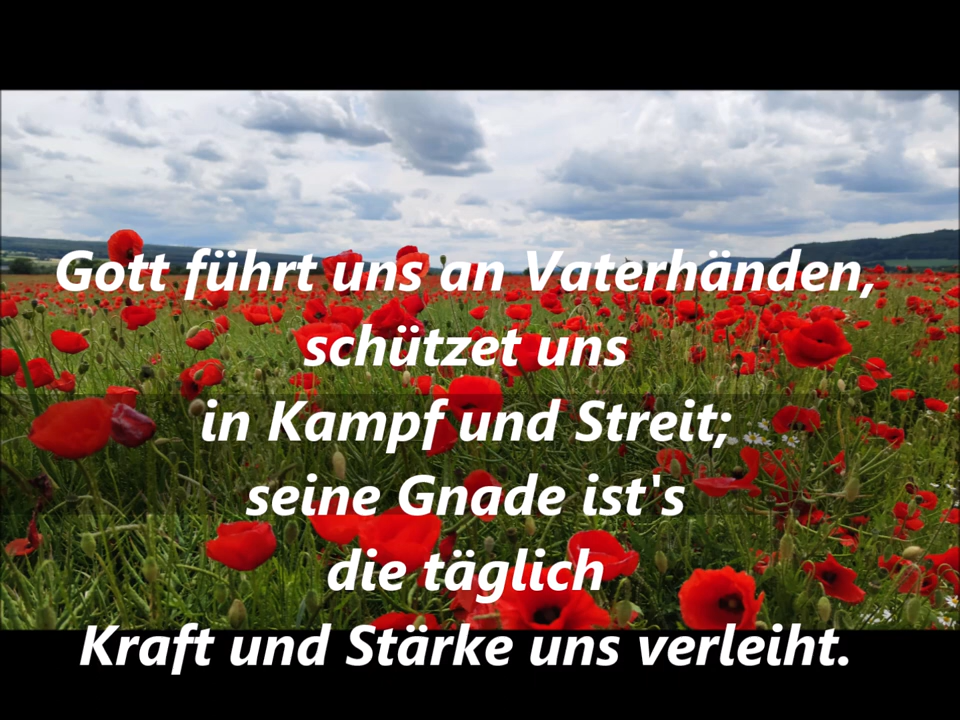 Gott führt uns an Vaterhänden,
schützet uns
in Kampf und Streit;
seine Gnade ist's
die täglich
Kraft und Stärke uns verleiht.